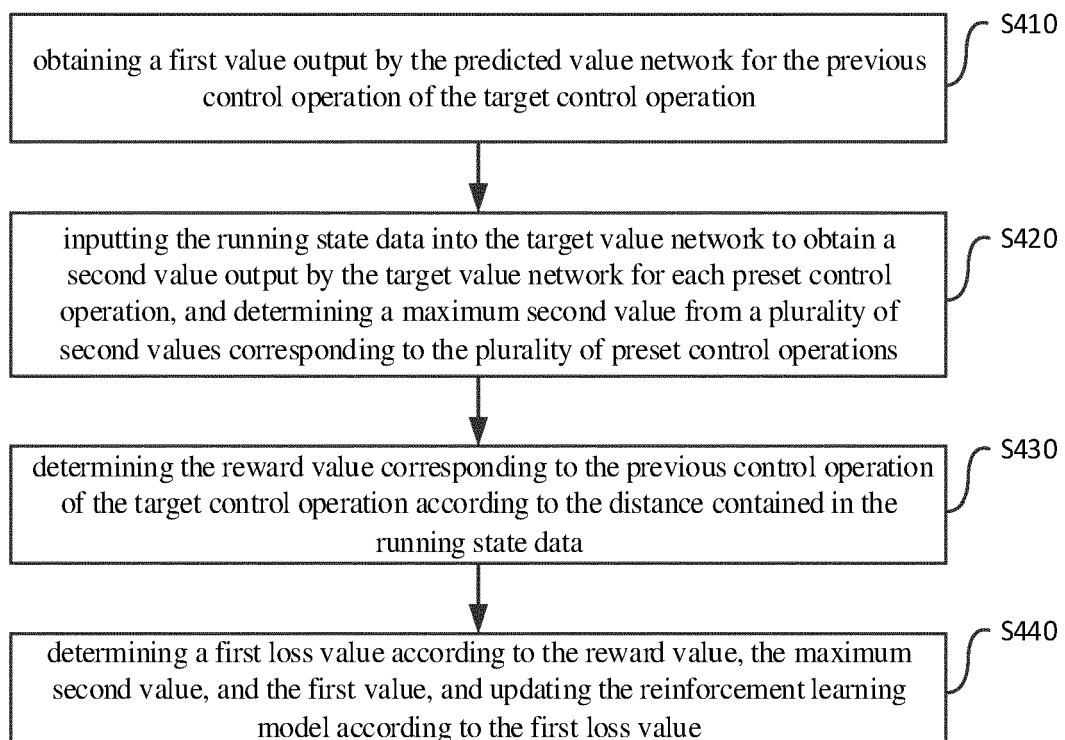 S410
obtaining a first value output by the predicted value network for the previous
control operation of the target control operation
S420
inputting the running state data into the target value network to obtain a
second value output by the target value network for each preset control
operation, and determining a maximum second value from a plurality of
second values corresponding to the plurality of preset control operations
S430
determining the reward value corresponding to the previous control operation
of the target control operation according to the distance contained in the
running state data
S440
determining a first loss value according to the reward value, the maximum
second value, and the first value, and updating the reinforcement learning
model according to the first loss value